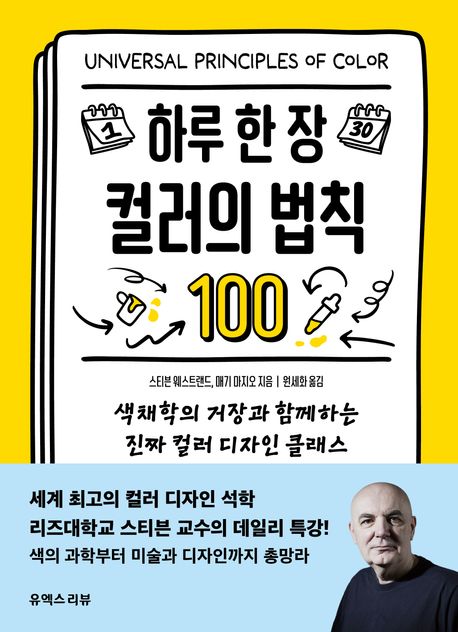 UNIVERSAL PRINCIPLES OF COLOR
1
30
하루 한 장
컬러의 법칙
100
스티븐 웨스트랜드, 매기 마지오 지음 | 원세화 옮김
색채학의 거장과 함께하는
진짜 컬러 디자인 클래스
세계 최고의 컬러 디자인 석학
리즈대학교 스티븐 교수의 데일리 특강!
색의 과학부터 미술과 디자인까지 총망라
유엑스 리뷰